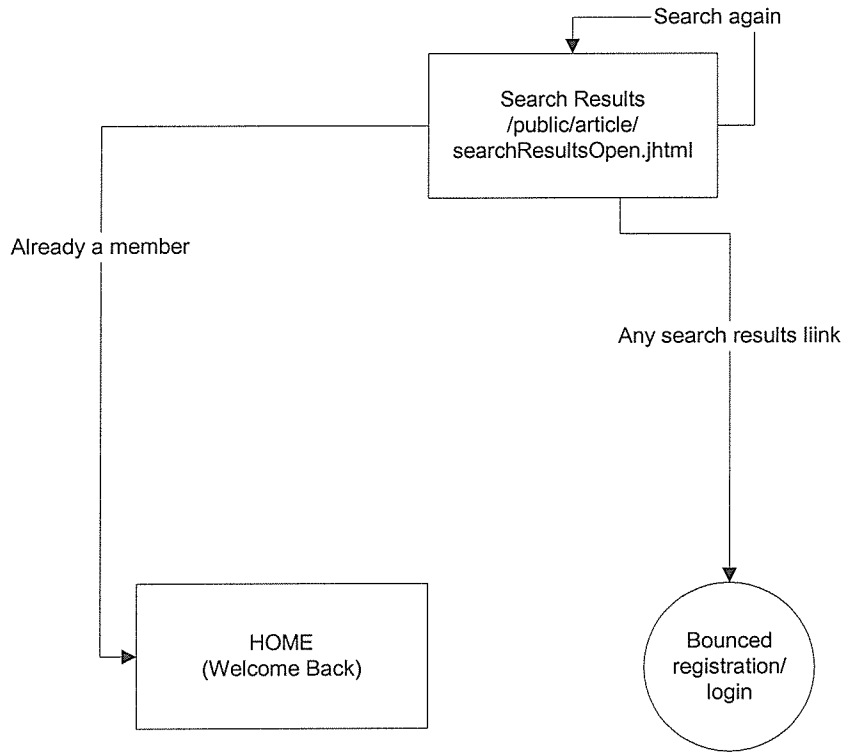 Search again
Search Results
/public/article/
searchResultsOpen.jhtml
Already a member
Any search results liink
HOME
(Welcome Back)
Bounced
registration/
login